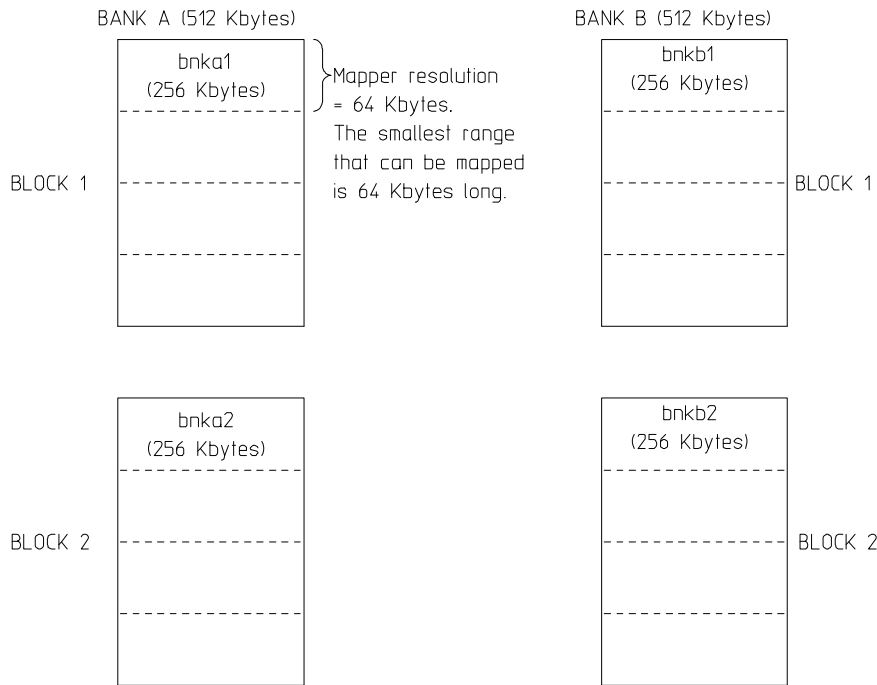 BANK A (512 Kbytes)
BANK B (512 Kbytes)
bnka1
(256 Kbytes)
Mapper resolution
= 64 Kbytes.
The smallest range
that can be mapped
is 64 Kbytes long.
bnkb1
(256 Kbytes)
BLOCK 1
BLOCK 1
bnka2
(256 Kbytes)
bnkb2
(256 Kbytes)
BLOCK 2
BLOCK 2